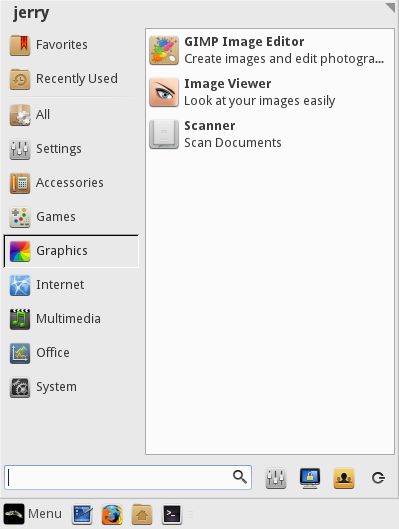 jerry
Favorites
Recently Used
All
Settings
Accessories
Games
Graphics
Internet
Multimedia
Office
System
GIMP Image Editor
Create images and edit photogra...
Image Viewer
Look at your images easily
Scanner
Scan Documents
Menu